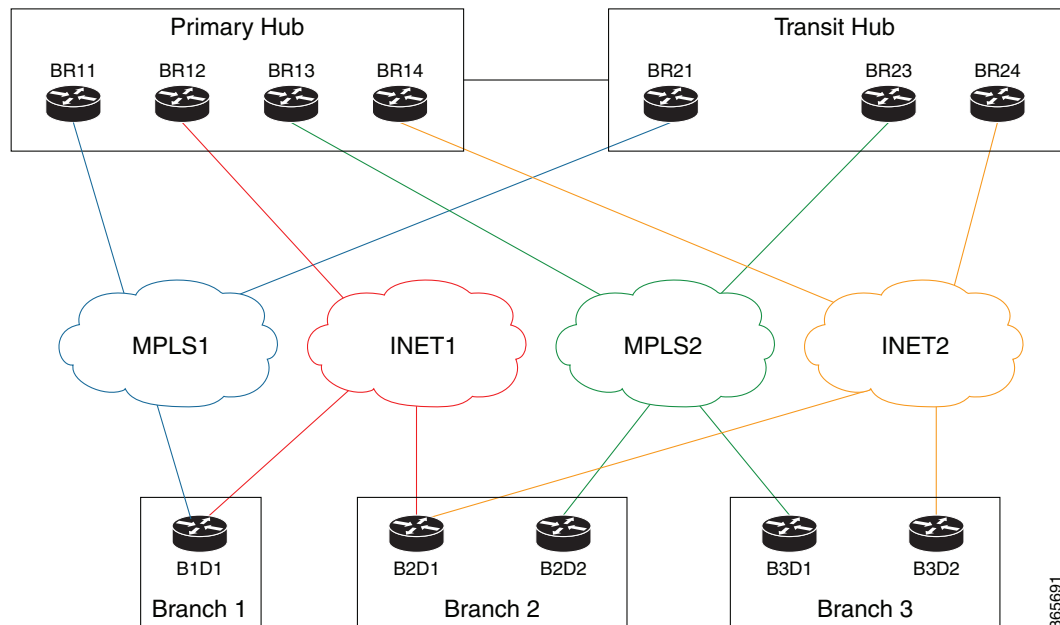 Primary Hub
Transit Hub
BR11 BR12 BR13 BR14
BR21 BR23 BR24
MPLS1
INET1
MPLS2
INET2
B1D1
B2D1
B2D2
B3D1
B3D2
Branch 1
Branch 2
Branch 3
365691